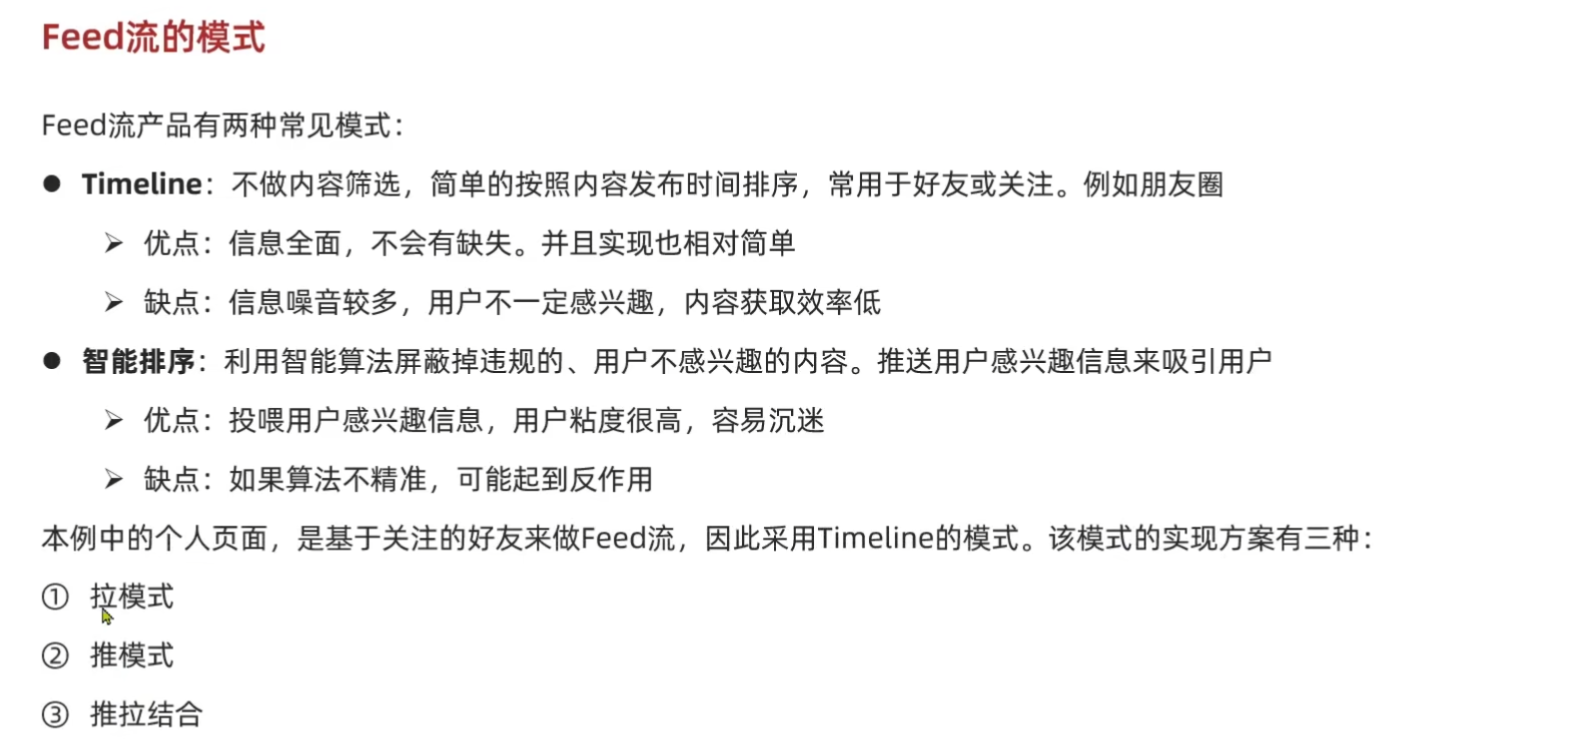 Feed流的模式
Feed流产品有两种常见模式：
● Timeline：不做内容筛选，简单的按照内容发布时间排序，常用于好友或关注。例如朋友圈
➢ 优点：信息全面，不会有缺失。并且实现也相对简单
➢ 缺点：信息噪音较多，用户不一定感兴趣，内容获取效率低
● 智能排序：利用智能算法屏蔽掉违规的、用户不感兴趣的内容。推送用户感兴趣信息来吸引用户
➢ 优点：投喂用户感兴趣信息，用户粘度很高，容易沉迷
➢ 缺点：如果算法不精准，可能起到反作用
本例中的个人页面，是基于关注的好友来做Feed流，因此采用Timeline的模式。该模式的实现方案有三种：
① 拉模式
② 推模式
③ 推拉结合